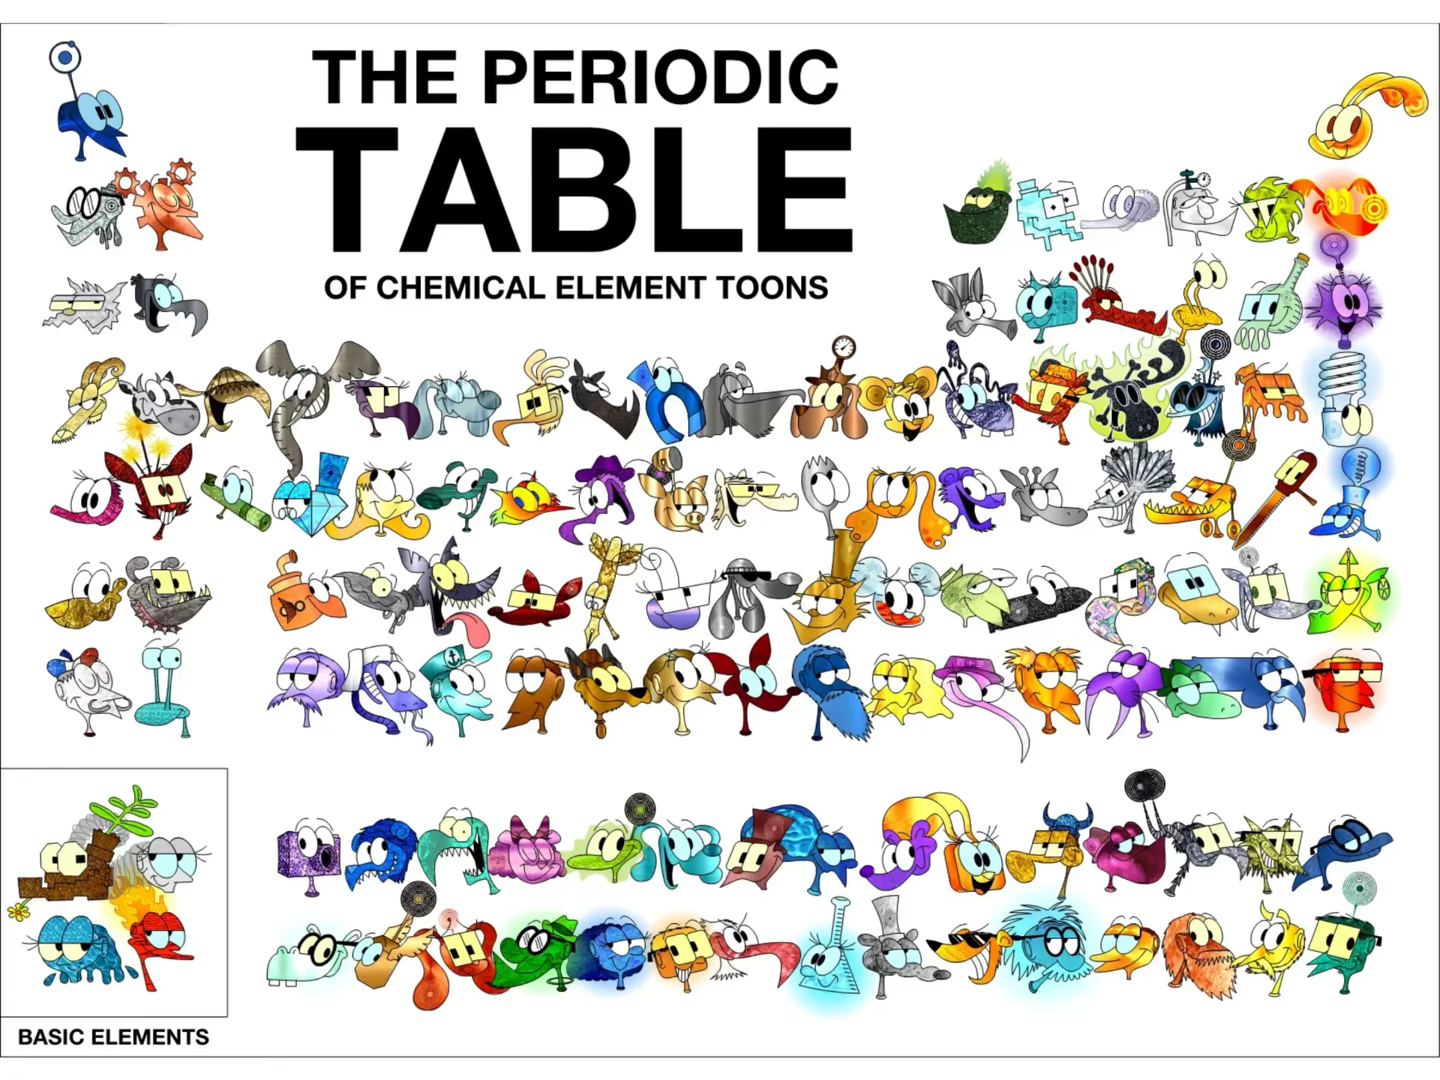 THE PERIODIC
TABLE
OF CHEMICAL ELEMENT TOONS
BASIC ELEMENTS